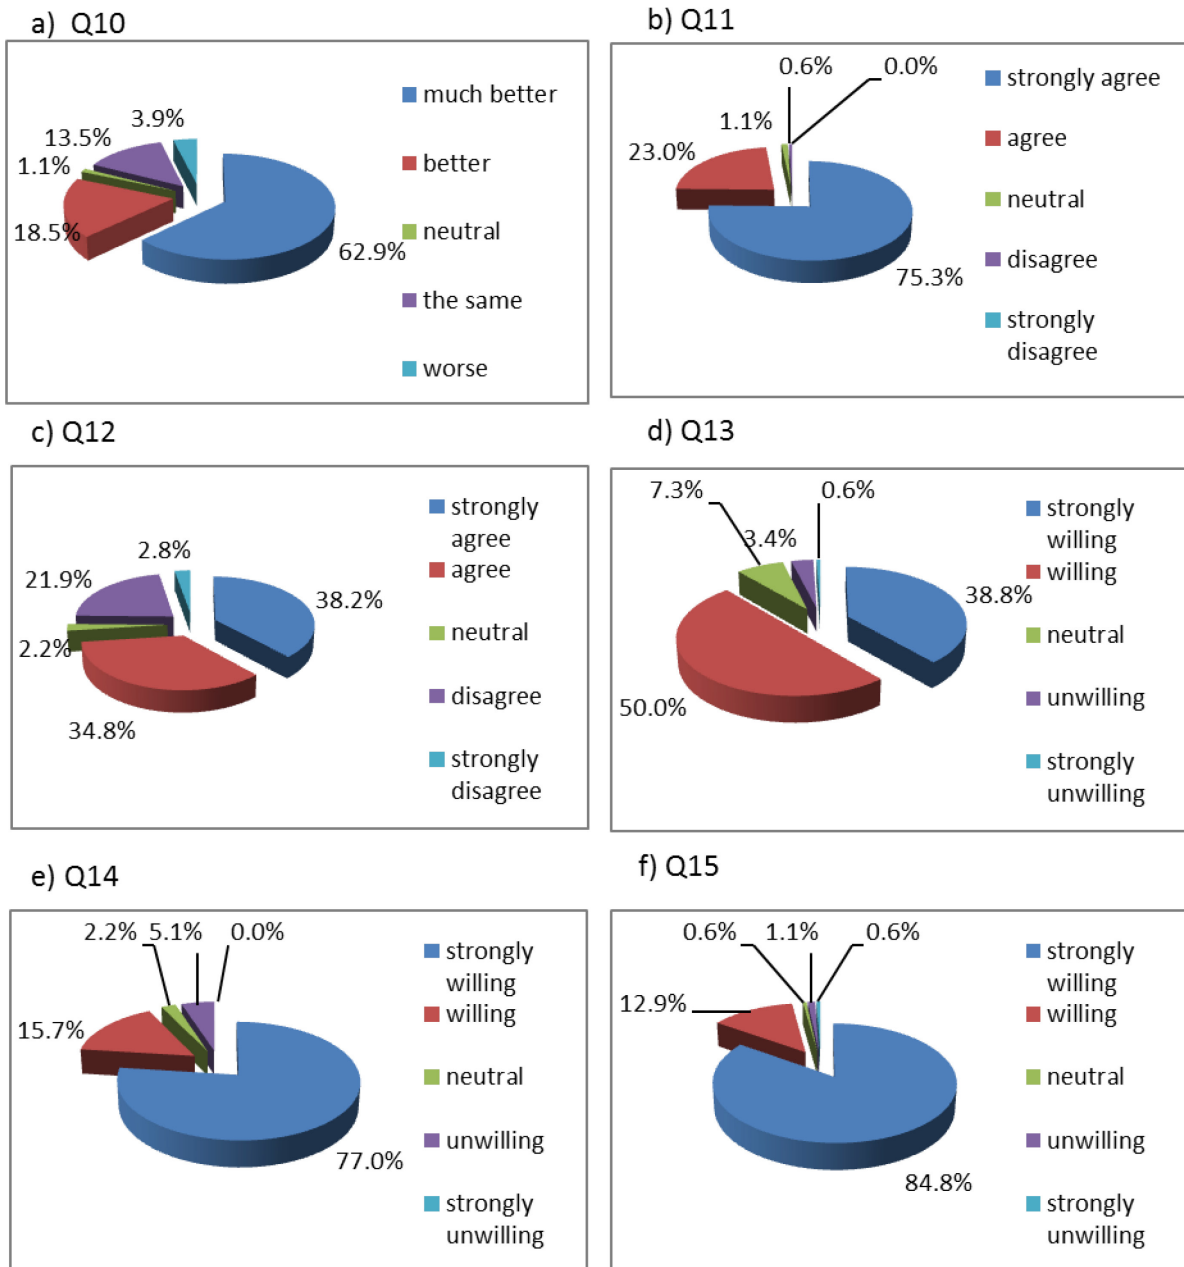 a) Q10
3.9%
13.5%
1.1%
18.5%
62.9%
much better
better
neutral
the same
worse
b) Q11
0.6%
0.0%
1.1%
23.0%
75.3%
strongly agree
agree
neutral
disagree
strongly
disagree
c) Q12
2.8%
21.9%
38.2%
2.2%
34.8%
strongly
agree
agree
neutral
disagree
strongly
disagree
d) Q13
7.3%
0.6%
3.4%
38.8%
50.0%
strongly
willing
willing
neutral
unwilling
strongly
unwilling
e) Q14
2.2%
5.1%
0.0%
15.7%
77.0%
strongly
willing
willing
neutral
unwilling
strongly
unwilling
f) Q15
0.6%
1.1%
0.6%
12.9%
84.8%
strongly
willing
willing
neutral
unwilling
strongly
unwilling